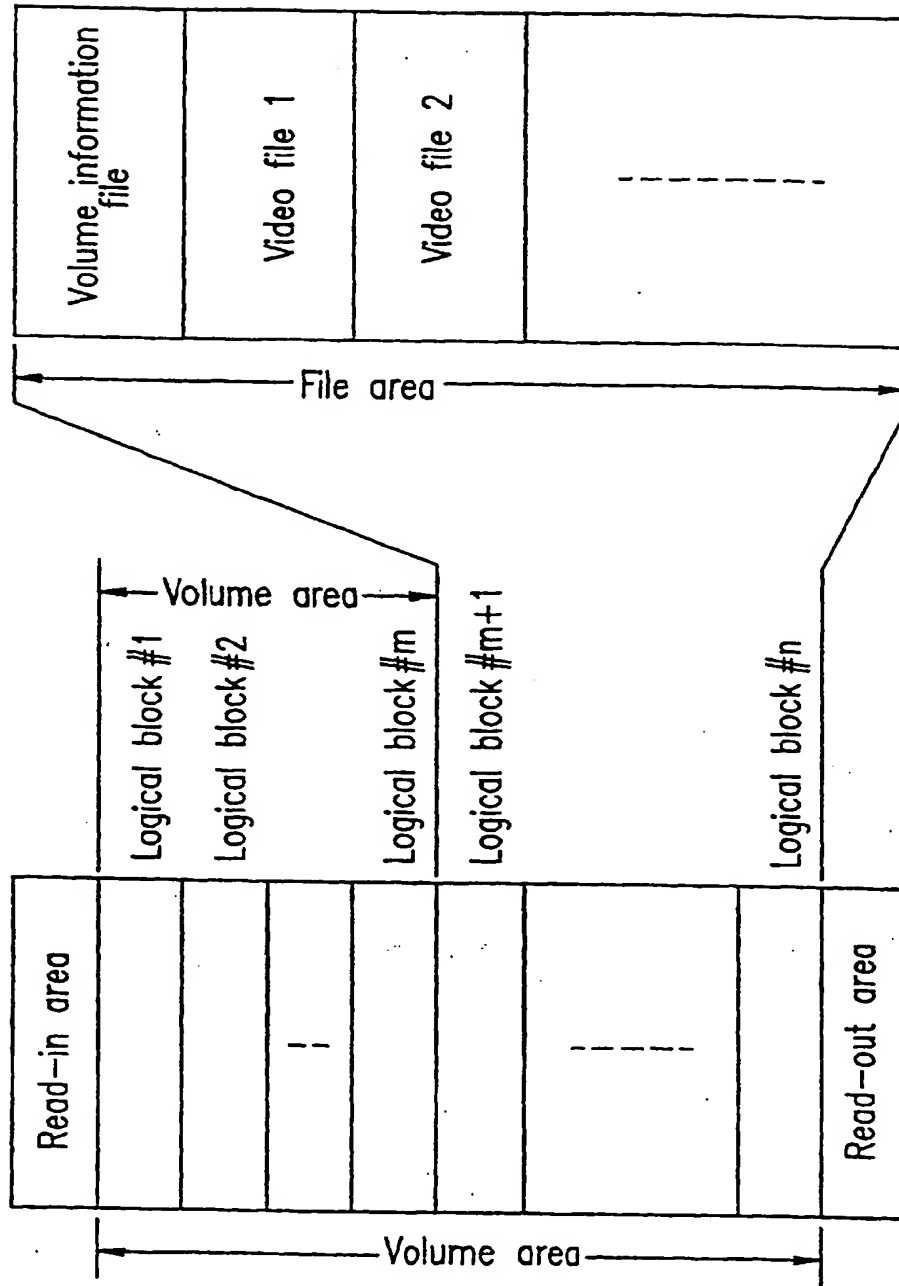 Read-in area
Read-out area
Volume area
Logical block #1
Logical block #2
Logical block #m
Logical block #m+1
Logical block #n
Volume area
File area
Volume information
file
Video file 1
Video file 2